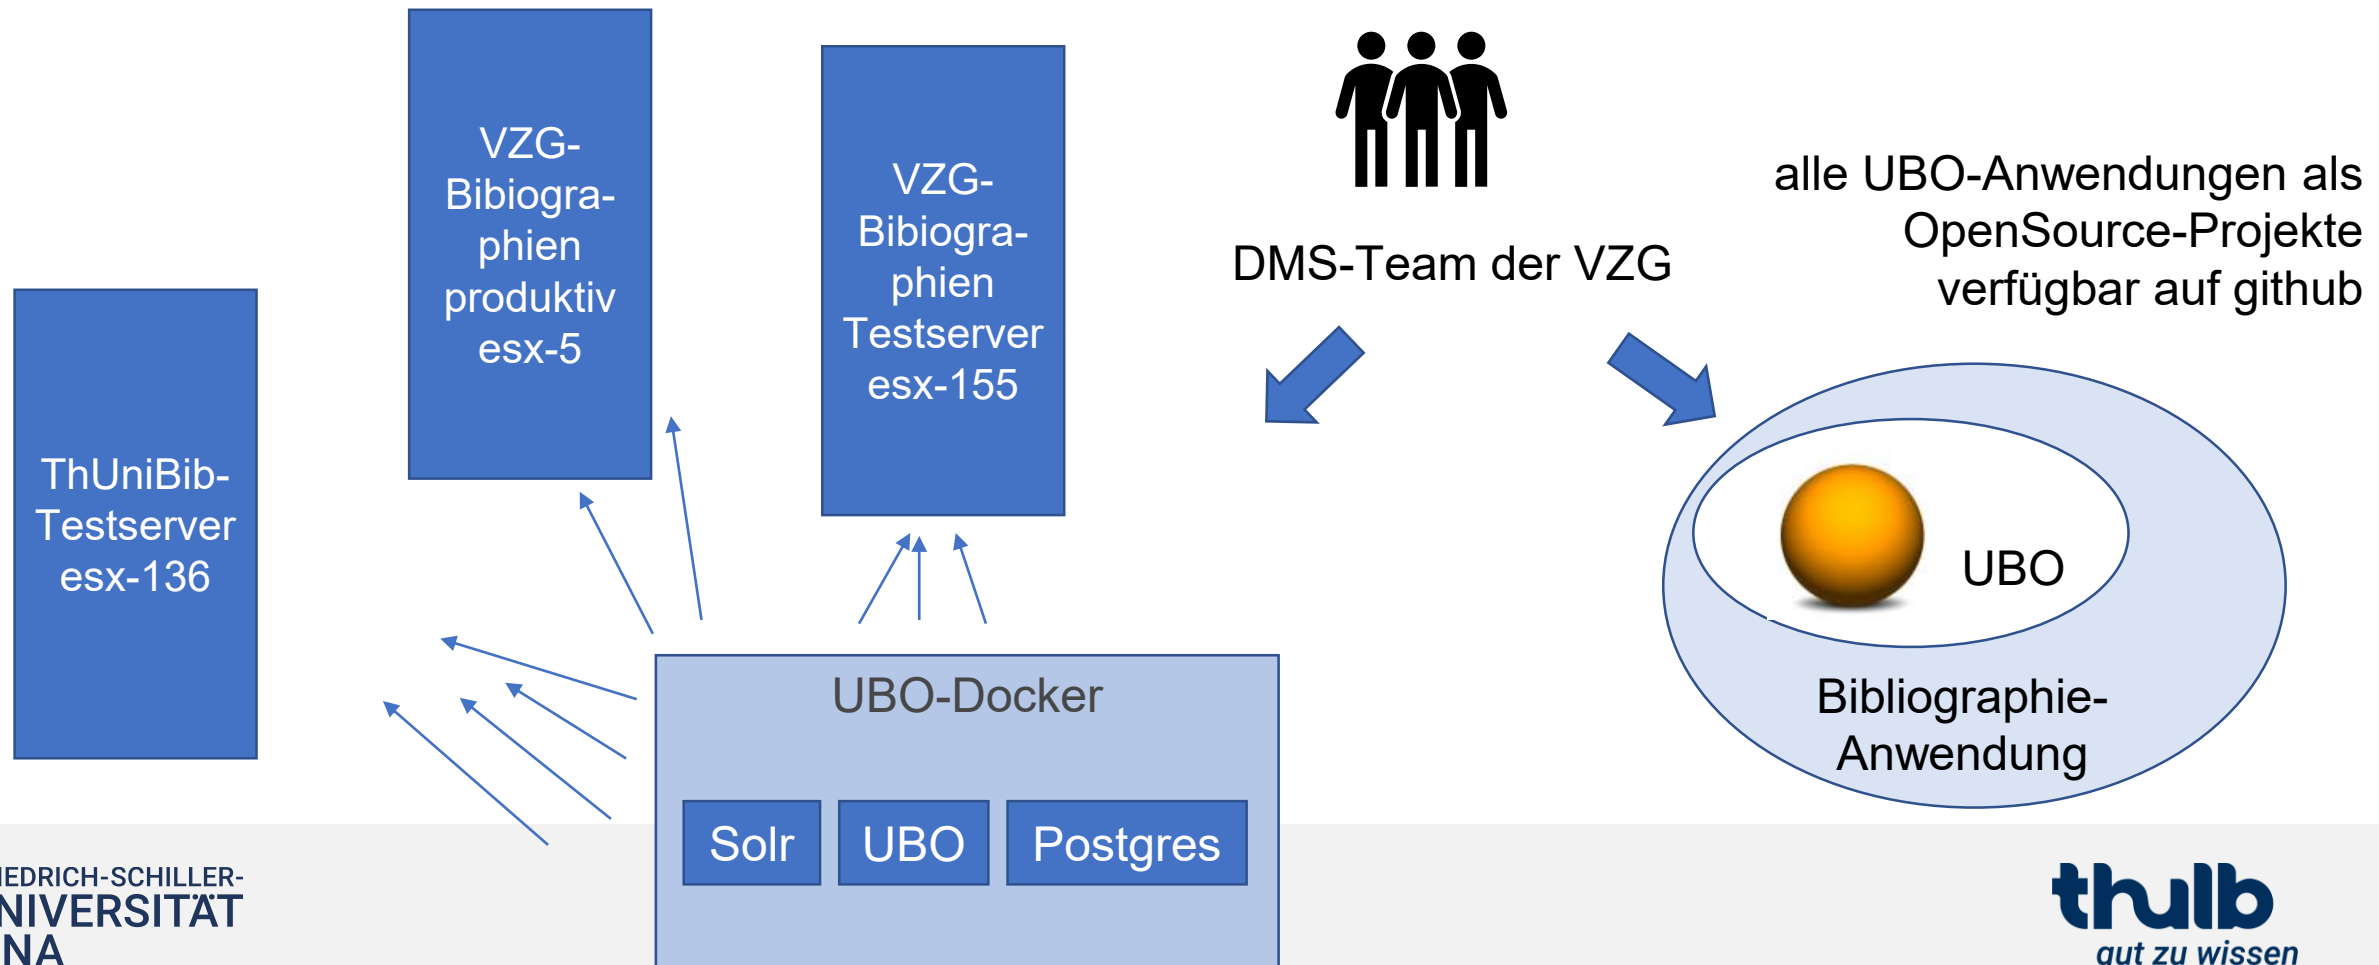 VZG-
Bibiogra-
phien
produktiv
esx-5
VZG-
Bibiogra-
phien
Testserver
esx-155
DMS-Team der VZG
alle UBO-Anwendungen als
OpenSource-Projekte
verfügbar auf github
ThUniBib-
Testserver
esx-136
UBO
Bibliographie-
Anwendung
UBO-Docker
Solr
UBO
Postgres
IEDRICH-SCHILLER-
NIVERSITÄT
NA
thulb
gut zu wissen